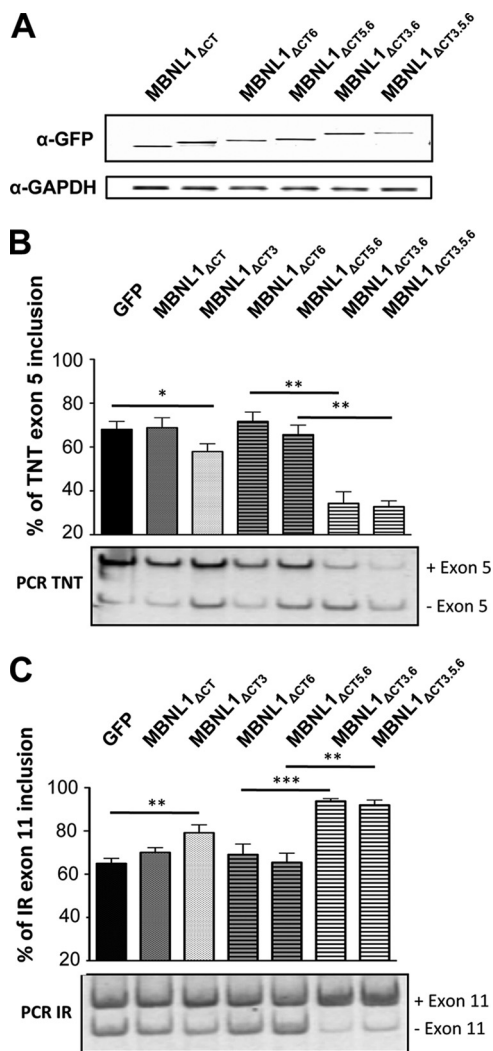 A
MBNL1ΔCT
MBNL1ΔCT6
MBNL1ΔCT5.6
MBNL1ΔCT3.6
MBNL1ΔCT3.5.6
α-GFP
α-GAPDH
B
GFP
MBNL1ΔCT
MBNL1ΔCT3
MBNL1ΔCT6
MBNL1ΔCT5.6
MBNL1ΔCT3.6
MBNL1ΔCT3.5.6
% of TNT exon 5 inclusion
100
80
60
40
20
*
**
**
PCR TNT
+ Exon 5
- Exon 5
C
GFP
MBNL1ΔCT
MBNL1ΔCT3
MBNL1ΔCT6
MBNL1ΔCT5.6
MBNL1ΔCT3.6
MBNL1ΔCT3.5.6
% of IR exon 11 inclusion
100
80
60
40
20
**
***
**
PCR IR
+ Exon 11
- Exon 11